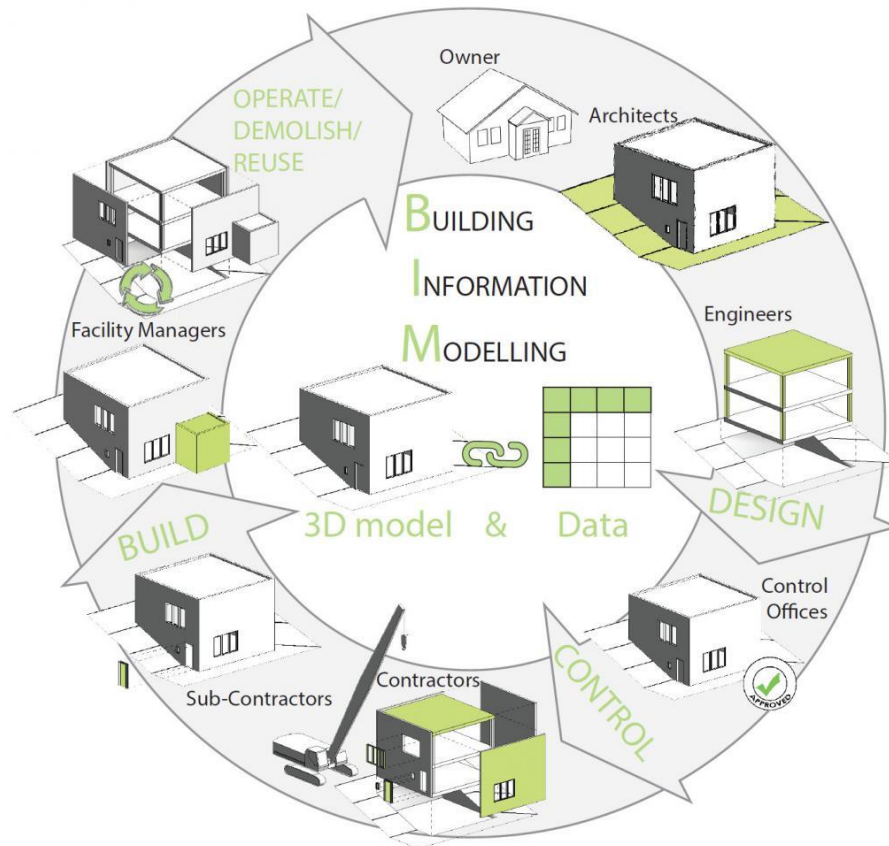 Owner
Architects
OPERATE/
DEMOLISH/
REUSE
BUILDING
INFORMATION
MODELLING
Engineers
Facility Managers
DESIGN
BUILD
3D model & Data
Control
Offices
APPROVED
CONTROL
Contractors
Sub-Contractors